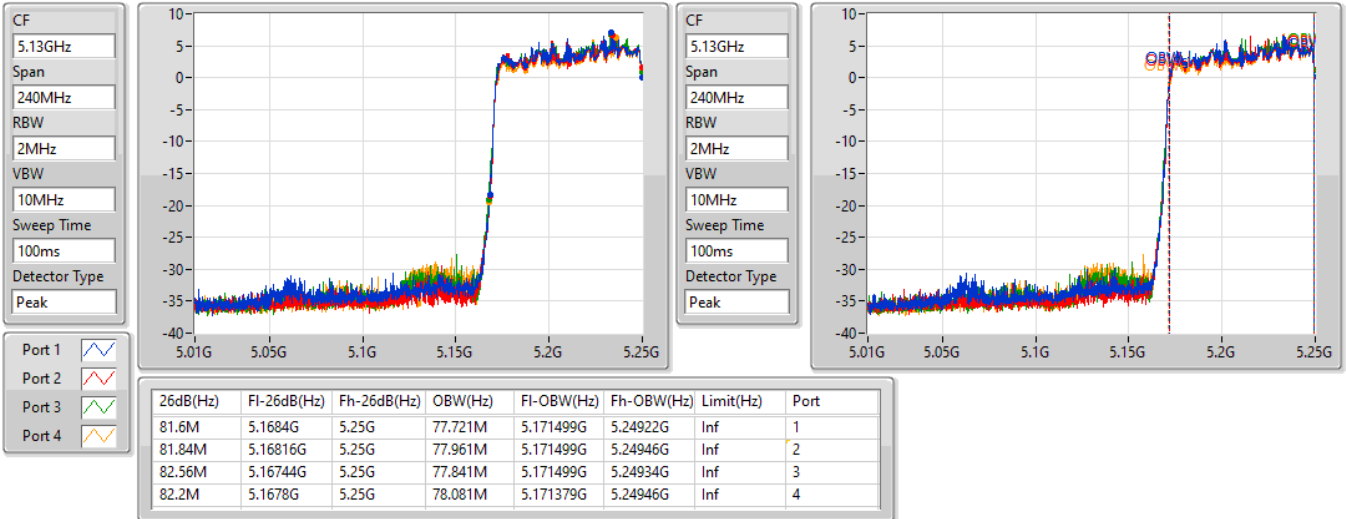 CF
5.13GHz
Span
240MHz
RBW
2MHz
VBW
10MHz
Sweep Time
100ms
Detector Type
Peak
10-
5-
0-
-5-
-10-
-15-
-20-
-25-
-30-
-35-
-40-
5.01G 5.05G 5.1G 5.15G 5.2G 5.25G
CF
5.13GHz
Span
240MHz
RBW
2MHz
VBW
10MHz
Sweep Time
100ms
Detector Type
Peak
10-
5-
0-
-5-
-10-
-15-
-20-
-25-
-30-
-35-
-40-
5.01G 5.05G 5.1G 5.15G 5.2G 5.25G
Port 1
Port 2
Port 3
Port 4
26dB(Hz) Fl-26dB(Hz) Fh-26dB(Hz) OBW(Hz) Fl-OBW(Hz) Fh-OBW(Hz) Limit(Hz) Port
81.6M 5.1684G 5.25G 77.721M 5.171499G 5.24922G Inf 1
81.84M 5.16816G 5.25G 77.961M 5.171499G 5.24946G Inf 2
82.56M 5.16744G 5.25G 77.841M 5.171499G 5.24934G Inf 3
82.2M 5.1678G 5.25G 78.081M 5.171379G 5.24946G Inf 4